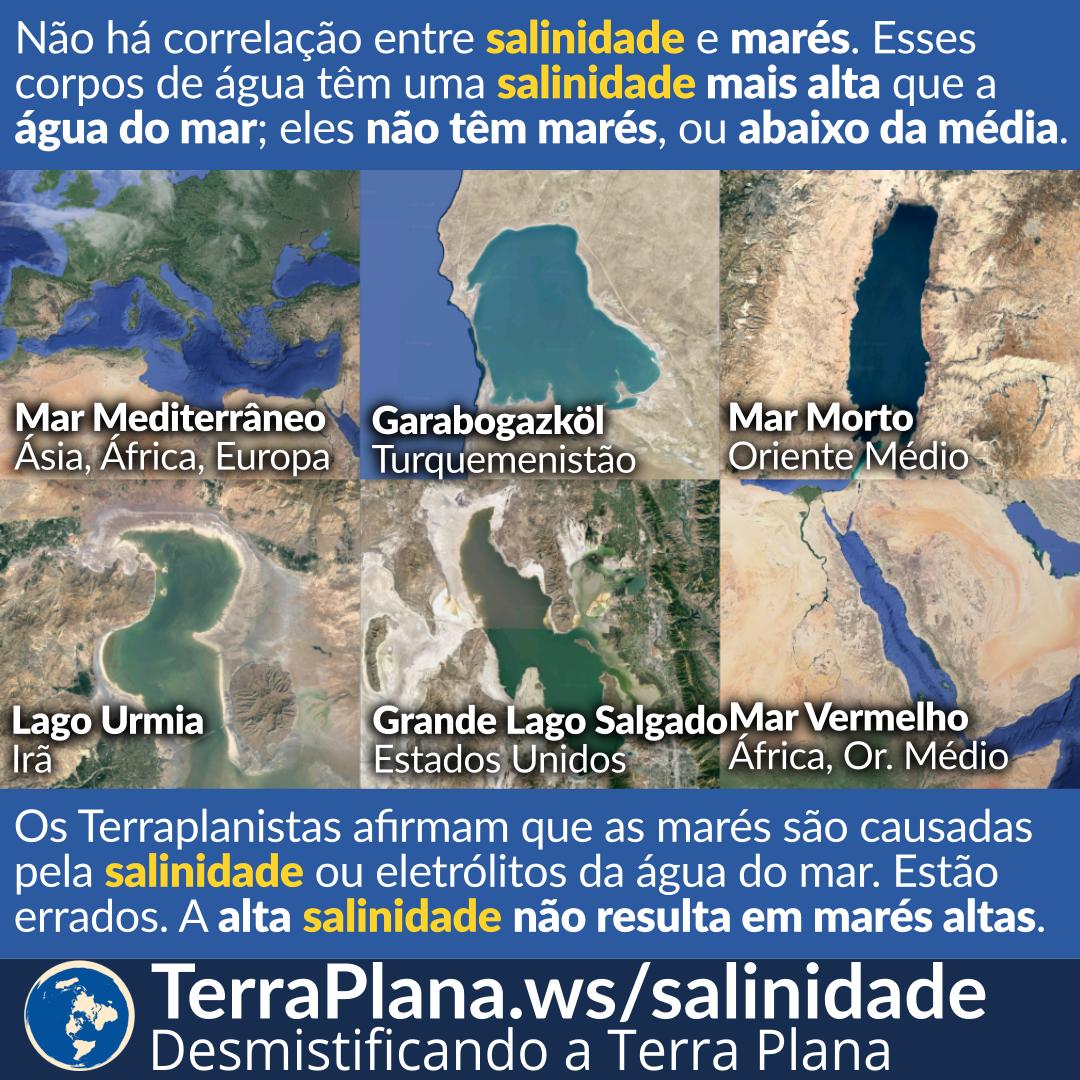 Não há correlação entre salinidade e marés. Esses
corpos de água têm uma salinidade mais alta que a
água do mar; eles não têm marés, ou abaixo da média.
Mar Mediterrâneo
Ásia, África, Europa
Garabogazköl
Turquemenistão
Mar Morto
Oriente Médio
Lago Urmia
Irã
Grande Lago Salgado
Estados Unidos
Mar Vermelho
África, Or. Médio
Os Terraplanistas afirmam que as marés são causadas
pela salinidade ou eletrólitos da água do mar. Estão
errados. A alta salinidade não resulta em marés altas.
TerraPlana.ws/salinidade
Desmistificando a Terra Plana